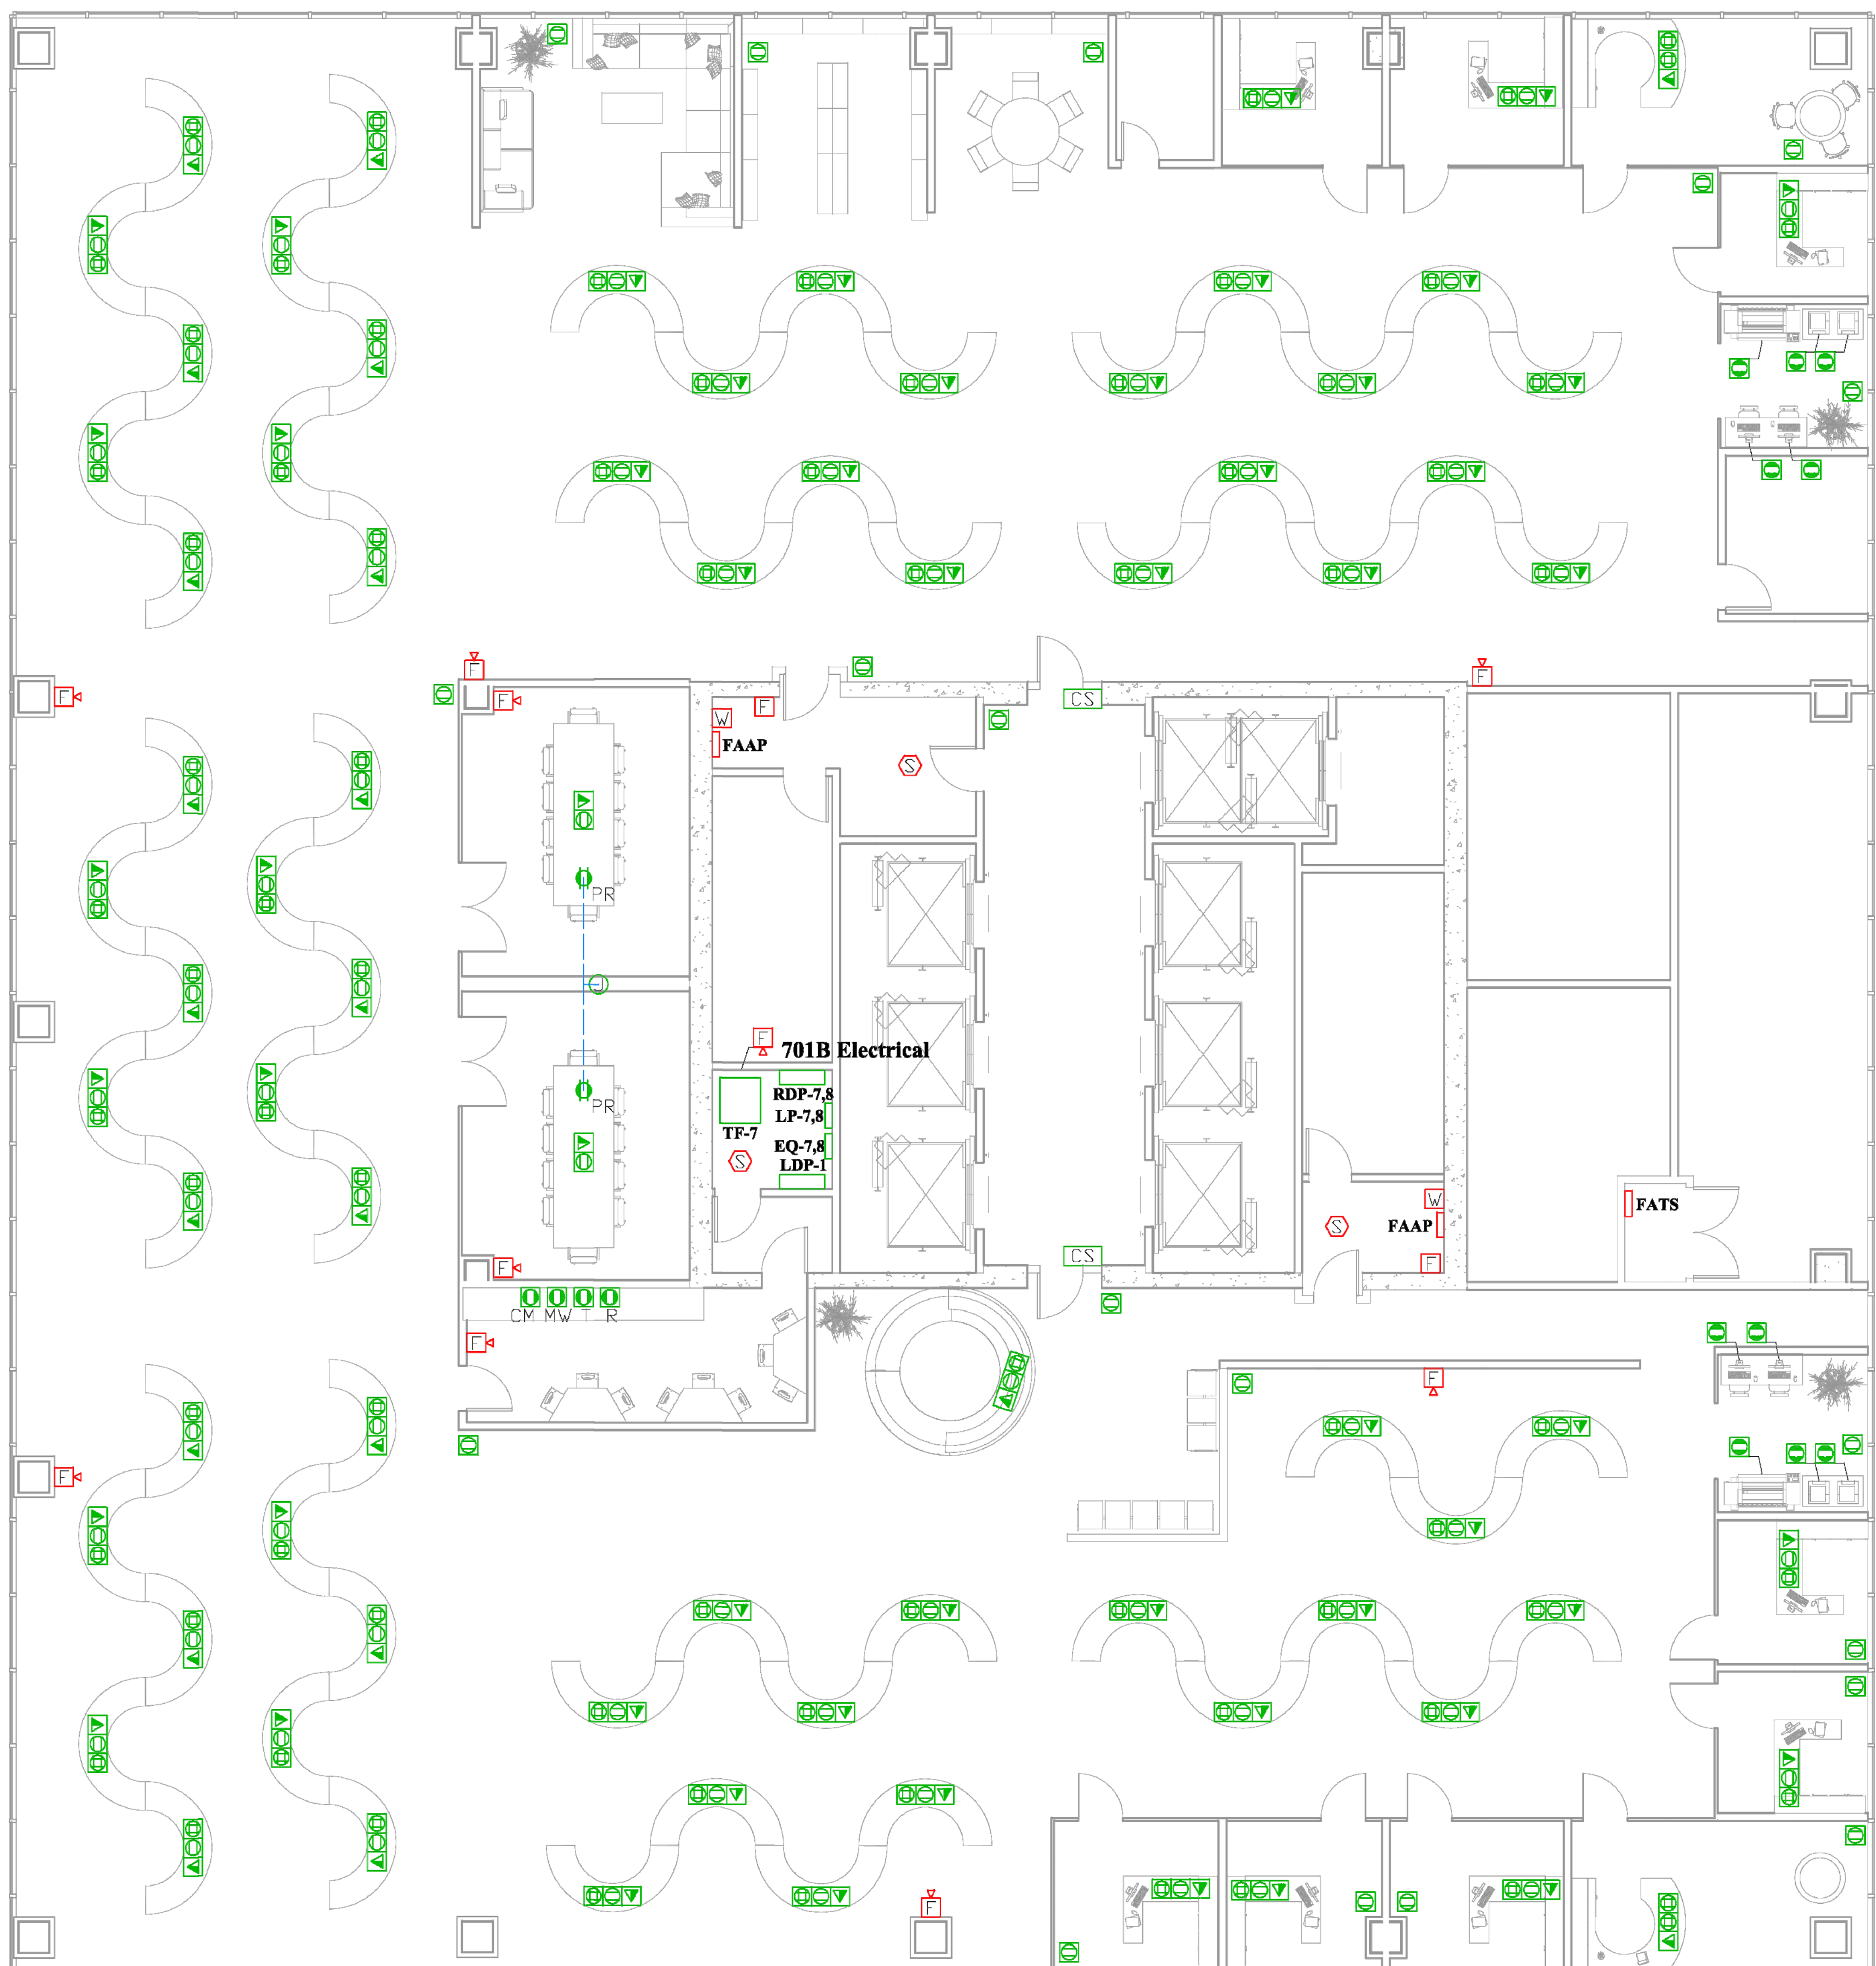 F
F
F
F
CS
W
F
FAAP
S
PR
J
F
701B Electrical
RDP-7,8
PR
LP-7,8
TF-7
EQ-7,8
S
LDP-1
W
FATS
S
FAAP
CS
F
F
CM MW T R
F
F
F
F